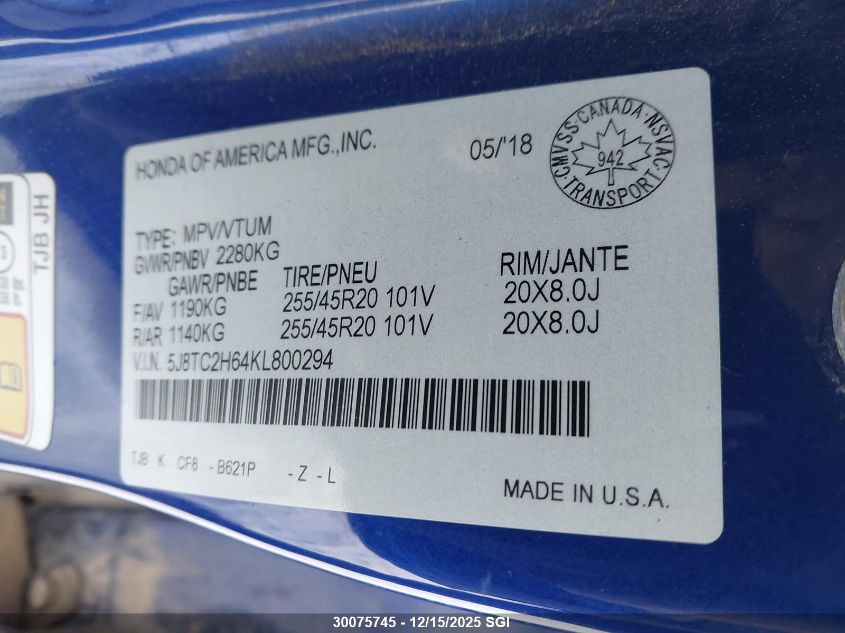 HONDA OF AMERICA MFG.,INC.
05/'18
CMVSS·CANADA·NSVAC
942
TRANSPORT
TYPE: MPV/VTUM
GVWR/PNBV 2280KG
GAWR/PNBE TIRE/PNEU RIM/JANTE
F/AV 1190KG 255/45R20 101V 20X8.0J
R/AR 1140KG 255/45R20 101V 20X8.0J
V.I.N. 5J8TC2H64KL800294
TJB K CF8 - B621P - Z - L
MADE IN U.S.A.
TJB JH
30075745 - 12/15/2025 SGI